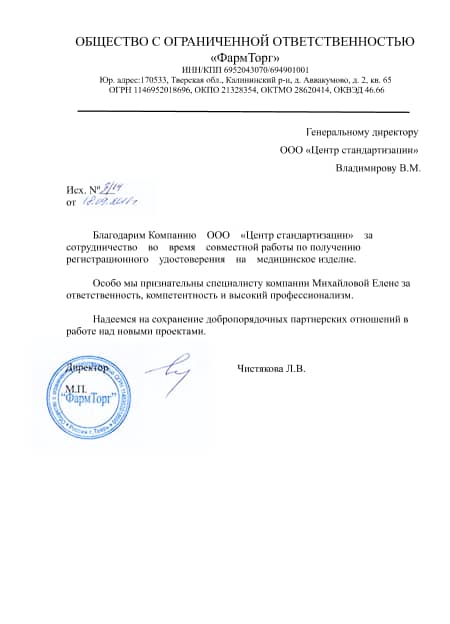 ОБЩЕСТВО С ОГРАНИЧЕННОЙ ОТВЕТСТВЕННОСТЬЮ
«ФармТорг»
ИНН/КПП 6952043070/694901001
Юр. адрес:170533, Тверская обл., Калининский р-н, д. Аввакумово, д. 2, кв. 65
ОГРН 1146952018696, ОКПО 21328354, ОКТМО 28620414, ОКВЭД 46.66
Генеральному директору
ООО «Центр стандартизации»
Владимирову В.М.
Исх. №
от 18.09.
Благодарим Компанию ООО «Центр стандартизации» за
сотрудничество во время совместной работы по получению
регистрационного удостоверения на медицинское изделие.
Особо мы признательны специалисту компании Михайловой Елене за
ответственность, компетентность и высокий профессионализм.
Надеемся на сохранение добропорядочных партнерских отношений в
работе над новыми проектами.
Директор Чистякова Л.В.
М.П.
"ФармТорг"
Россия г. Тверь